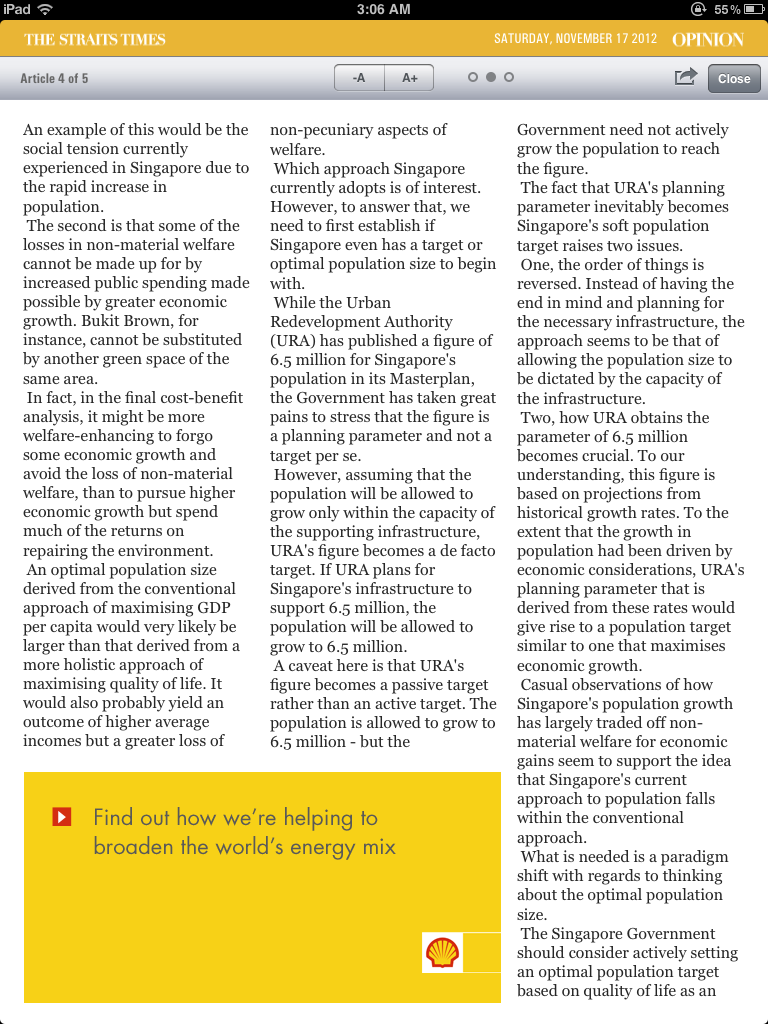 iPad
3:06 AM
55%
THE STRAITS TIMES
SATURDAY, NOVEMBER 17 2012
OPINION
Article 4 of 5
-A
A+
Close
An example of this would be the
social tension currently
experienced in Singapore due to
the rapid increase in
population.
The second is that some of the
losses in non-material welfare
cannot be made up for by
increased public spending made
possible by greater economic
growth. Bukit Brown, for
instance, cannot be substituted
by another green space of the
same area.
In fact, in the final cost-benefit
analysis, it might be more
welfare-enhancing to forgo
some economic growth and
avoid the loss of non-material
welfare, than to pursue higher
economic growth but spend
much of the returns on
repairing the environment.
An optimal population size
derived from the conventional
approach of maximising GDP
per capita would very likely be
larger than that derived from a
more holistic approach of
maximising quality of life. It
would also probably yield an
outcome of higher average
incomes but a greater loss of
non-pecuniary aspects of
welfare.
Which approach Singapore
currently adopts is of interest.
However, to answer that, we
need to first establish if
Singapore even has a target or
optimal population size to begin
with.
While the Urban
Redevelopment Authority
(URA) has published a figure of
6.5 million for Singapore's
population in its Masterplan,
the Government has taken great
pains to stress that the figure is
a planning parameter and not a
target per se.
However, assuming that the
population will be allowed to
grow only within the capacity of
the supporting infrastructure,
URA's figure becomes a de facto
target. If URA plans for
Singapore's infrastructure to
support 6.5 million, the
population will be allowed to
grow to 6.5 million.
A caveat here is that URA's
figure becomes a passive target
rather than an active target. The
population is allowed to grow to
6.5 million - but the
Government need not actively
grow the population to reach
the figure.
The fact that URA's planning
parameter inevitably becomes
Singapore's soft population
target raises two issues.
One, the order of things is
reversed. Instead of having the
end in mind and planning for
the necessary infrastructure, the
approach seems to be that of
allowing the population size to
be dictated by the capacity of
the infrastructure.
Two, how URA obtains the
parameter of 6.5 million
becomes crucial. To our
understanding, this figure is
based on projections from
historical growth rates. To the
extent that the growth in
population had been driven by
economic considerations, URA's
planning parameter that is
derived from these rates would
give rise to a population target
similar to one that maximises
economic growth.
Casual observations of how
Singapore's population growth
has largely traded off non-
material welfare for economic
gains seem to support the idea
that Singapore's current
approach to population falls
within the conventional
approach.
What is needed is a paradigm
shift with regards to thinking
about the optimal population
size.
The Singapore Government
should consider actively setting
an optimal population target
based on quality of life as an
Find out how we're helping to
broaden the world's energy mix